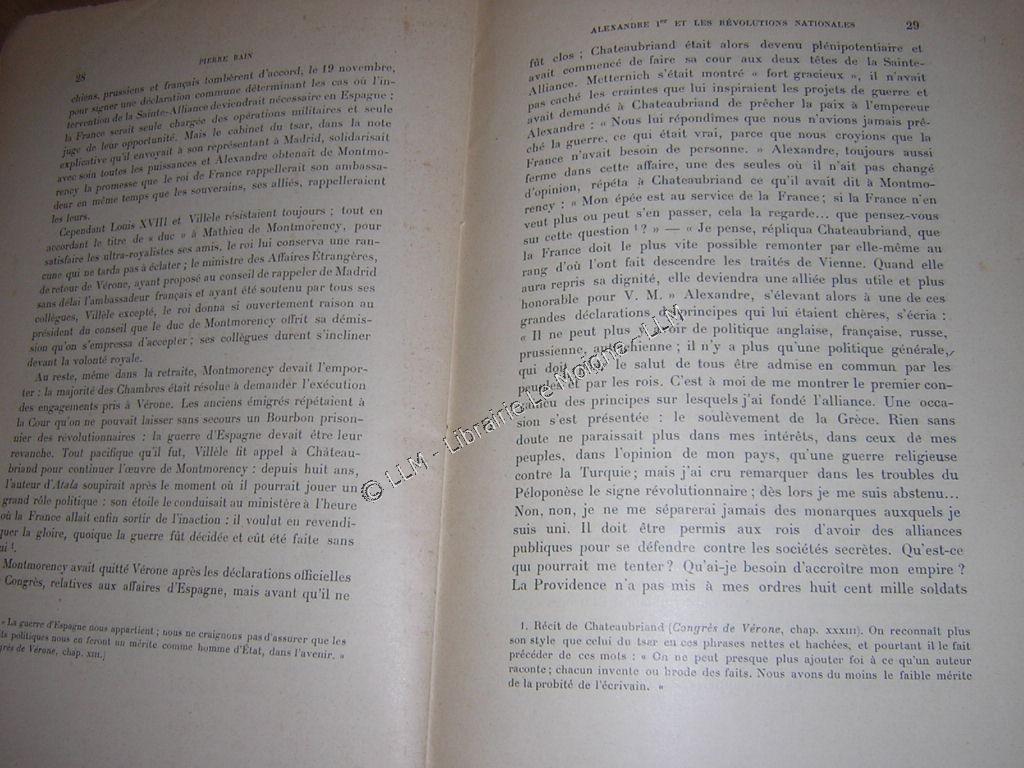 28
PIERRE BAIN
chiens, prussiens et français tombèrent d'accord, le 19 novembre,
pour signer une déclaration commune déterminant les cas où l'in-
tervention de la Sainte-Alliance deviendrait nécessaire en Espagne ;
la France serait seule chargée des opérations militaires et seule
juge de leur opportunité. Mais le cabinet du tsar, dans la note
explicative qu'il envoyait à son représentant à Madrid, solidarisait
avec soin toutes les puissances et Alexandre obtenait de Montmo-
rency la promesse que le roi de France rappellerait son ambassa-
deur en même temps que les souverains, ses alliés, rappelleraient
les leurs.
Cependant Louis XVIII et Villèle résistaient toujours ; tout en
accordant le titre de « duc » à Mathieu de Montmorency, pour
satisfaire les ultra-royalistes ses amis, le roi lui conserva une ran-
cune qui ne tarda pas à éclater ; le ministre des Affaires Etrangères,
de retour de Vérone, ayant proposé au conseil de rappeler de Madrid
sans délai l'ambassadeur français et ayant été soutenu par tous ses
collègues, Villèle excepté, le roi donna si ouvertement raison au
président du conseil que le duc de Montmorency offrit sa démis-
sion qu'on s'empressa d'accepter ; ses collègues durent s'incliner
devant la volonté royale.
Au reste, même dans la retraite, Montmorency devait l'empor-
ter : la majorité des Chambres était résolue à demander l'exécution
des engagements pris à Vérone. Les anciens émigrés répétaient à
la Cour qu'on ne pouvait laisser sans secours un Bourbon prison-
nier des révolutionnaires : la guerre d'Espagne devait être leur
revanche. Tout pacifique qu'il fut, Villèle fit appel à Château-
briand pour continuer l'œuvre de Montmorency : depuis huit ans,
l'auteur d'Atala soupirait après le moment où il pourrait jouer un
grand rôle politique : son étoile le conduisait au ministère à l'heure
où la France allait enfin sortir de l'inaction : il voulut en revendi-
quer la gloire, quoique la guerre fût décidée et eût été faite sans
ui ¹.
Montmorency avait quitté Vérone après les déclarations officielles
Congrès, relatives aux affaires d'Espagne, mais avant qu'il ne
« La guerre d'Espagne nous appartient ; nous ne craignons pas d'assurer que les
politiques nous en feront un mérite comme homme d'État, dans l'avenir. »
grès de Vérone, chap. XIII.)
ALEXANDRE Iᵉʳ ET LES RÉVOLUTIONS NATIONALES
29
fût clos ; Chateaubriand était alors devenu plénipotentiaire et
avait commencé de faire sa cour aux deux têtes de la Sainte-
Alliance. Metternich s'était montré « fort gracieux », il n'avait
pas caché les craintes que lui inspiraient les projets de guerre et
avait demandé à Chateaubriand de prêcher la paix à l'empereur
Alexandre : « Nous lui répondîmes que nous n'avions jamais prê-
ché la guerre, ce qui était vrai, parce que nous croyions que la
France n'avait besoin de personne. » Alexandre, toujours aussi
ferme dans cette affaire, une des seules où il n'ait pas changé
d'opinion, répéta à Chateaubriand ce qu'il avait dit à Montmo-
rency : « Mon épée est au service de la France ; si la France n'en
veut plus ou peut s'en passer, cela la regarde... que pensez-vous
sur cette question ¹ ? » — « Je pense, répliqua Chateaubriand, que
la France doit le plus vite possible remonter par elle-même au
rang d'où l'ont fait descendre les traités de Vienne. Quand elle
aura repris sa dignité, elle deviendra une alliée plus utile et plus
honorable pour V. M. » Alexandre, s'élevant alors à une de ces
grandes déclarations de principes qui lui étaient chères, s'écria :
« Il ne peut plus y avoir de politique anglaise, française, russe,
prussienne, autrichienne ; il n'y a plus qu'une politique générale,
qui doit pour le salut de tous être admise en commun par les
peuples et par les rois. C'est à moi de me montrer le premier con-
vaincu des principes sur lesquels j'ai fondé l'alliance. Une occa-
sion s'est présentée : le soulèvement de la Grèce. Rien sans
doute ne paraissait plus dans mes intérêts, dans ceux de mes
peuples, dans l'opinion de mon pays, qu'une guerre religieuse
contre la Turquie ; mais j'ai cru remarquer dans les troubles du
Péloponèse le signe révolutionnaire ; dès lors je me suis abstenu...
Non, non, je ne me séparerai jamais des monarques auxquels je
suis uni. Il doit être permis aux rois d'avoir des alliances
publiques pour se défendre contre les sociétés secrètes. Qu'est-ce
qui pourrait me tenter ? Qu'ai-je besoin d'accroître mon empire ?
La Providence n'a pas mis à mes ordres huit cent mille soldats
1. Récit de Chateaubriand (Congrès de Vérone, chap. XXXIII). On reconnaît plus
son style que celui du tsar en ces phrases nettes et hachées, et pourtant il le fait
précéder de ces mots : « On ne peut presque plus ajouter foi à ce qu'un auteur
raconte ; chacun invente ou brode des faits. Nous avons du moins le faible mérite
de la probité de l'écrivain. »
© LLM - Librairie Le Moigne - LLM